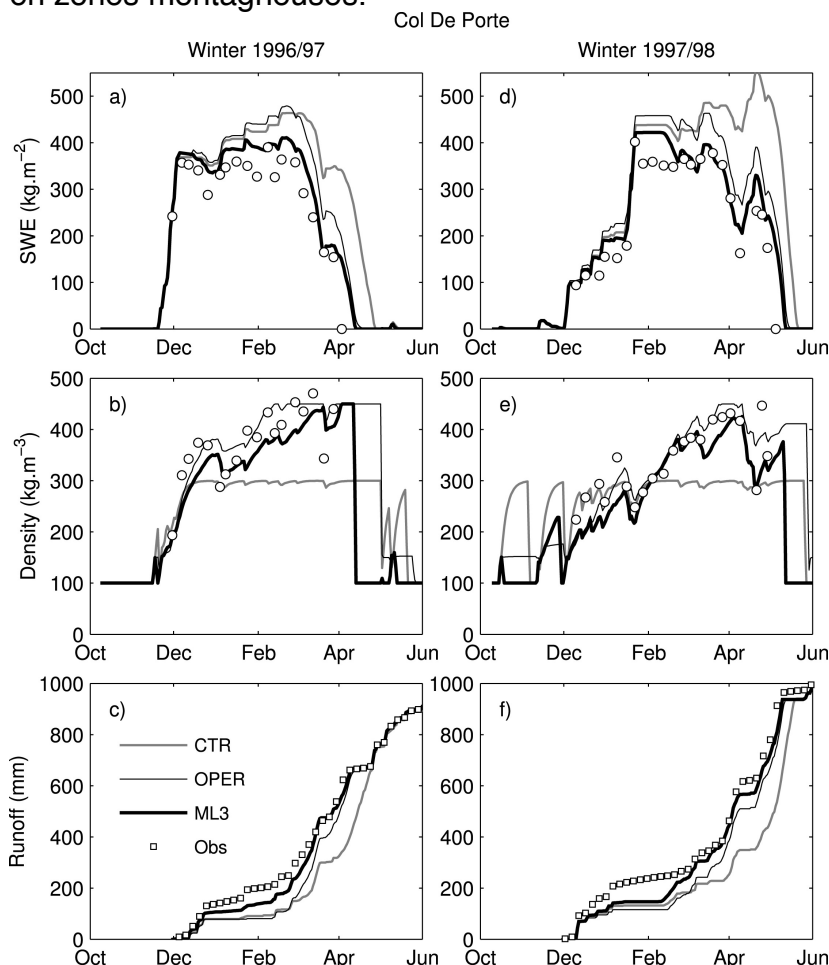 en zones montagneuses.
Col De Porte
Winter 1996/97
Winter 1997/98
a)
d)
SWE (kg.m-2)
500
400
300
200
100
0
Oct Dec Feb Apr Jun
500
400
300
200
100
0
Oct Dec Feb Apr Jun
b)
e)
Density (kg.m-3)
500
400
300
200
100
0
Oct Dec Feb Apr Jun
500
400
300
200
100
0
Oct Dec Feb Apr Jun
c)
f)
Runoff (mm)
1000
800
600
400
200
0
CTR
OPER
ML3
Obs
Oct Dec Feb Apr Jun
1000
800
600
400
200
0
Oct Dec Feb Apr Jun